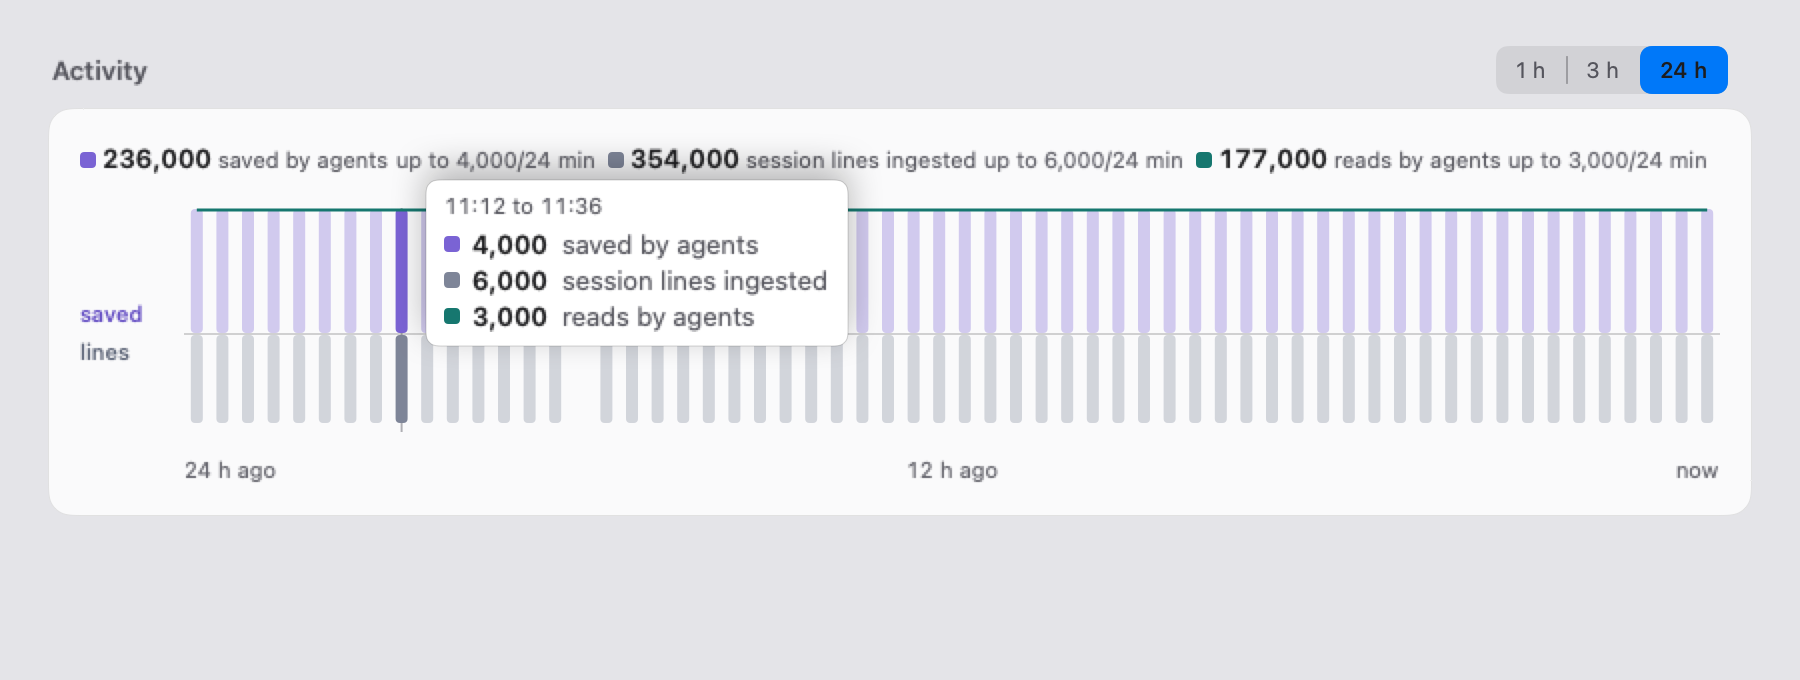 Activity
1 h
3 h
24 h
236,000 saved by agents up to 4,000/24 min
354,000 session lines ingested up to 6,000/24 min
177,000 reads by agents up to 3,000/24 min
11:12 to 11:36
4,000 saved by agents
6,000 session lines ingested
3,000 reads by agents
saved
lines
24 h ago
12 h ago
now